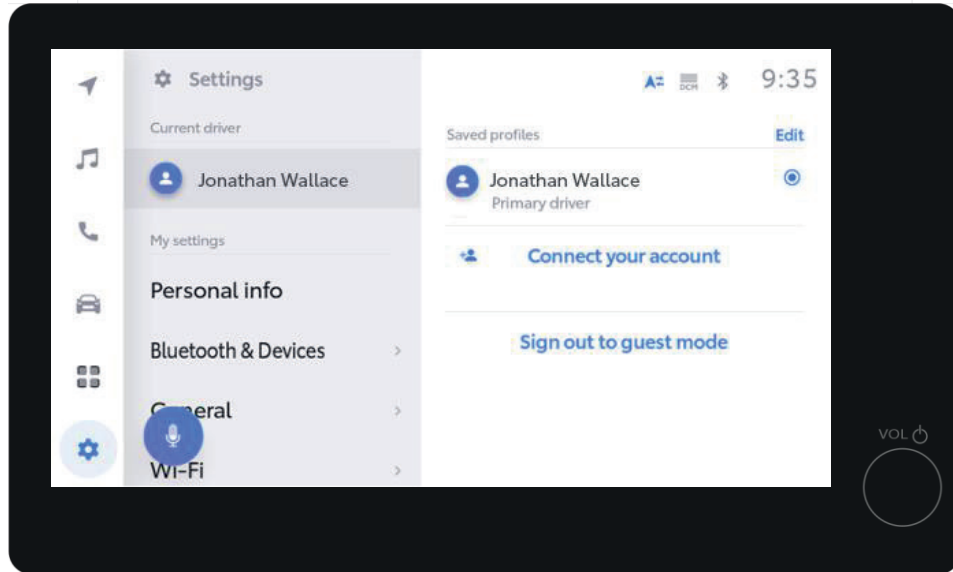 Settings
DCM
9:35
Current driver
Jonathan Wallace
My settings
Personal info
Bluetooth & Devices
General
Wi-Fi
Saved profiles
Edit
Jonathan Wallace
Primary driver
Connect your account
Sign out to guest mode
VOL